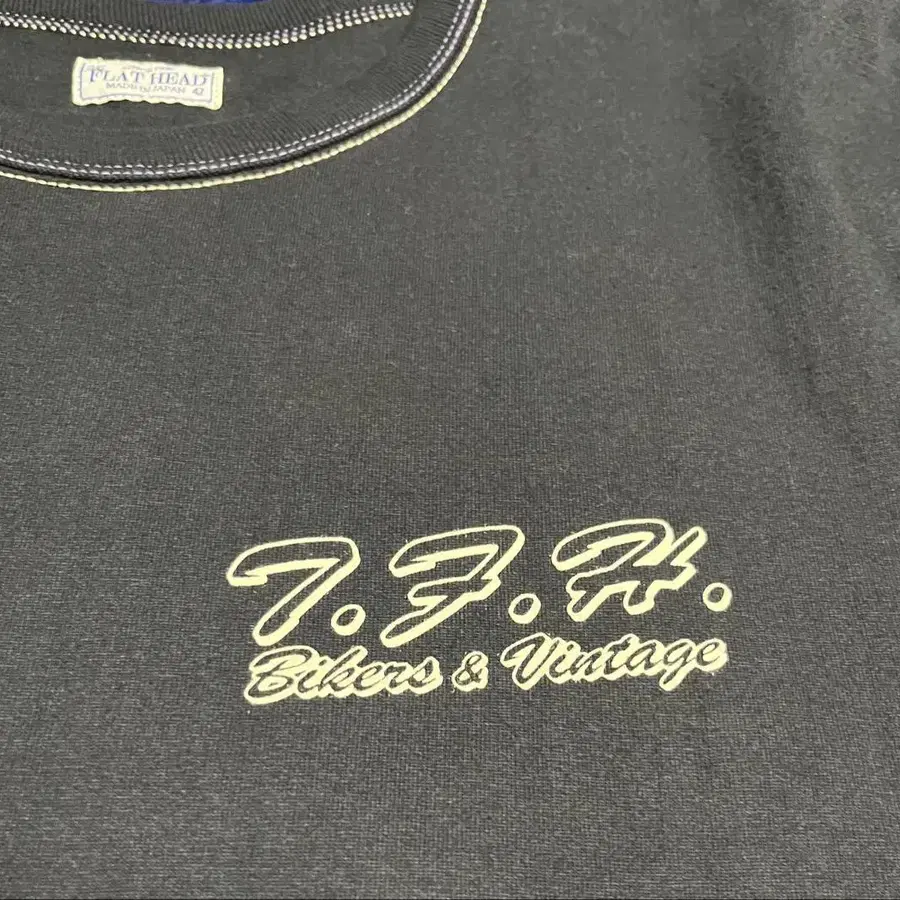 FLAT HEAD
MADE IN JAPAN 42
T.F.H.
Bikers & Vintage